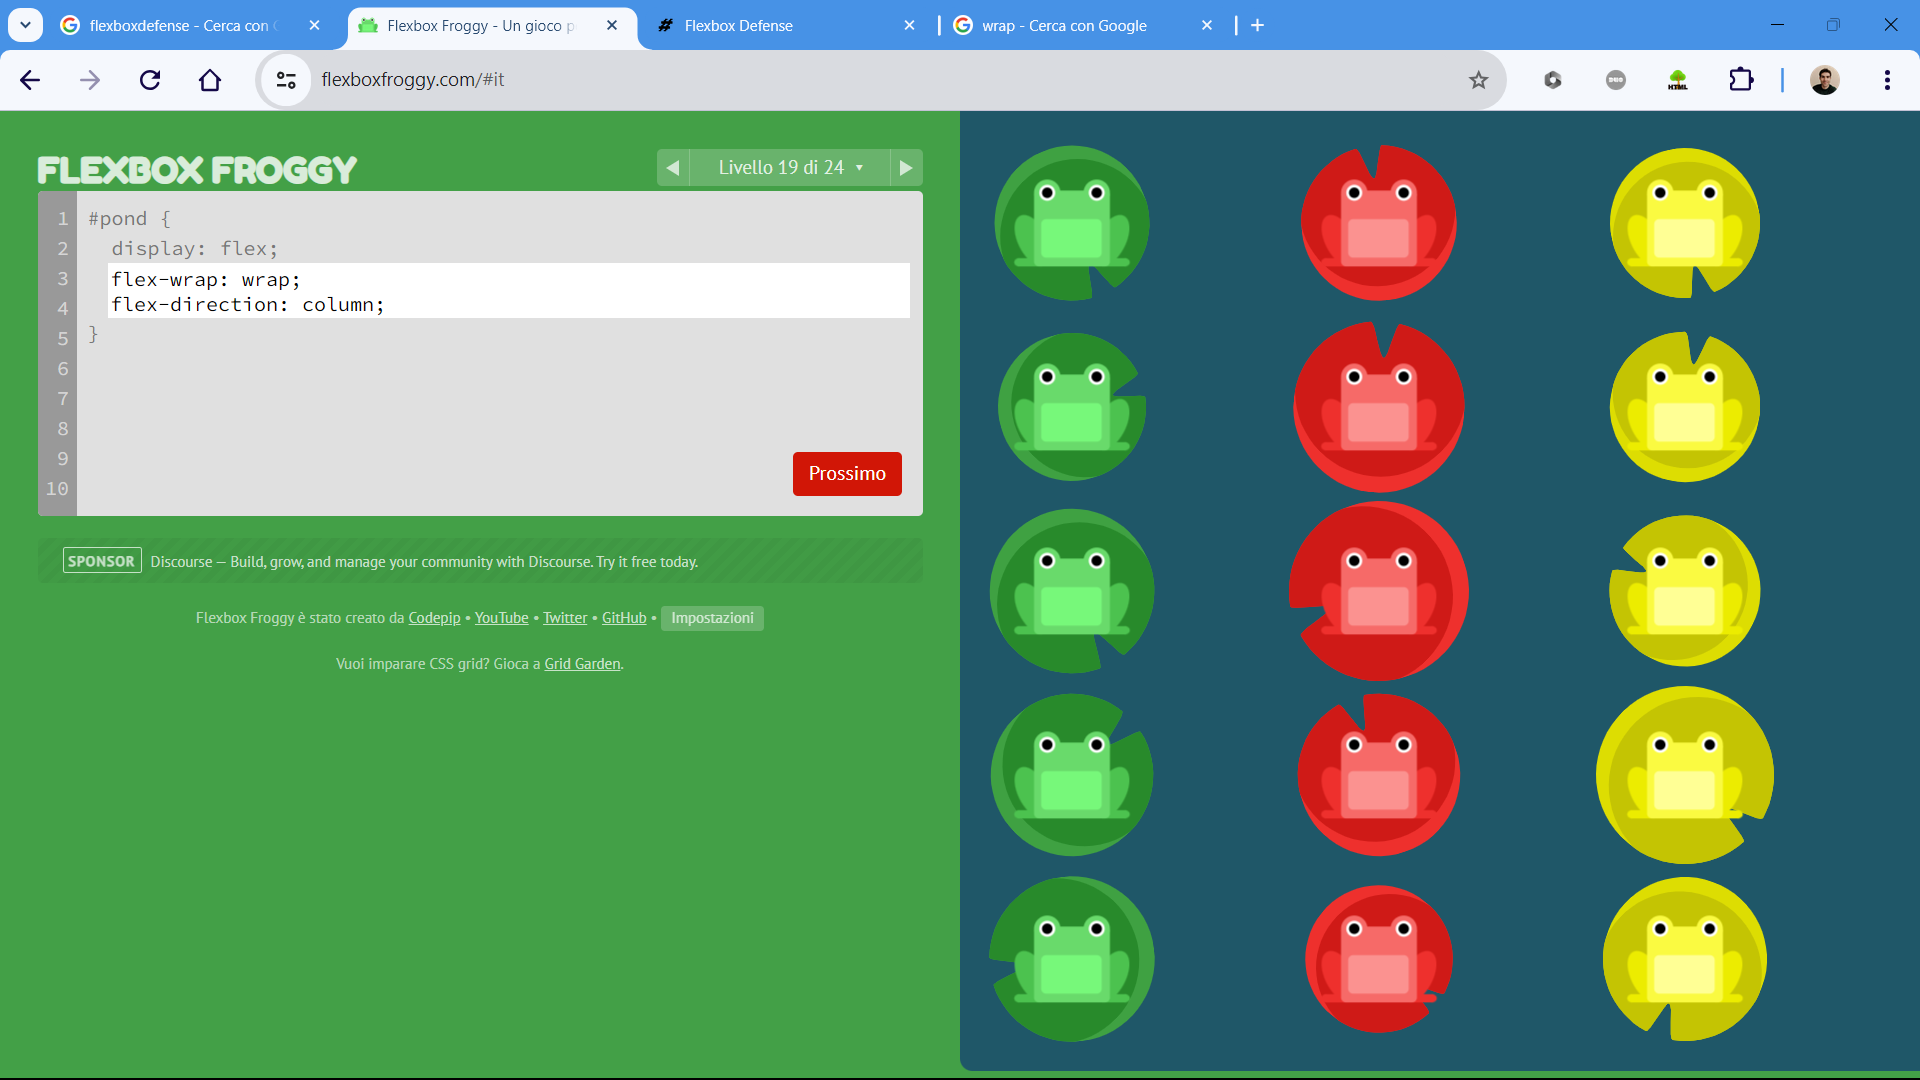 flexboxdefense - Cerca con G
Flexbox Froggy - Un gioco p
Flexbox Defense
wrap - Cerca con Google
flexboxfroggy.com/#it
HTML
FLEXBOX FROGGY
Livello 19 di 24
1 #pond {
2 display: flex;
3 flex-wrap: wrap;
4 flex-direction: column;
5 }
6
7
8
9
10
Prossimo
SPONSOR Discourse — Build, grow, and manage your community with Discourse. Try it free today.
Flexbox Froggy è stato creato da Codepip • YouTube • Twitter • GitHub • Impostazioni
Vuoi imparare CSS grid? Gioca a Grid Garden.